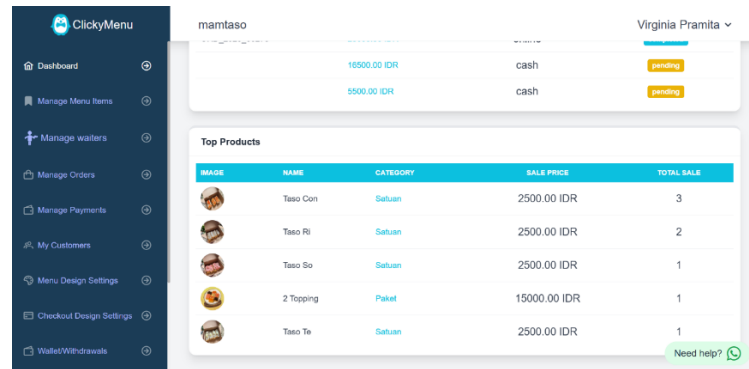 ClickyMenu
mamtaso
Virginia Pramita
Dashboard
Manage Menu Items
Manage waiters
Manage Orders
Manage Payments
My Customers
Menu Design Settings
Checkout Design Settings
Wallet/Withdrawals
16500.00 IDR cash pending
5500.00 IDR cash pending
Top Products
IMAGE NAME CATEGORY SALE PRICE TOTAL SALE
Taso Con Satuan 2500.00 IDR 3
Taso Ri Satuan 2500.00 IDR 2
Taso So Satuan 2500.00 IDR 1
2 Topping Paket 15000.00 IDR 1
Taso Te Satuan 2500.00 IDR 1
Need help?